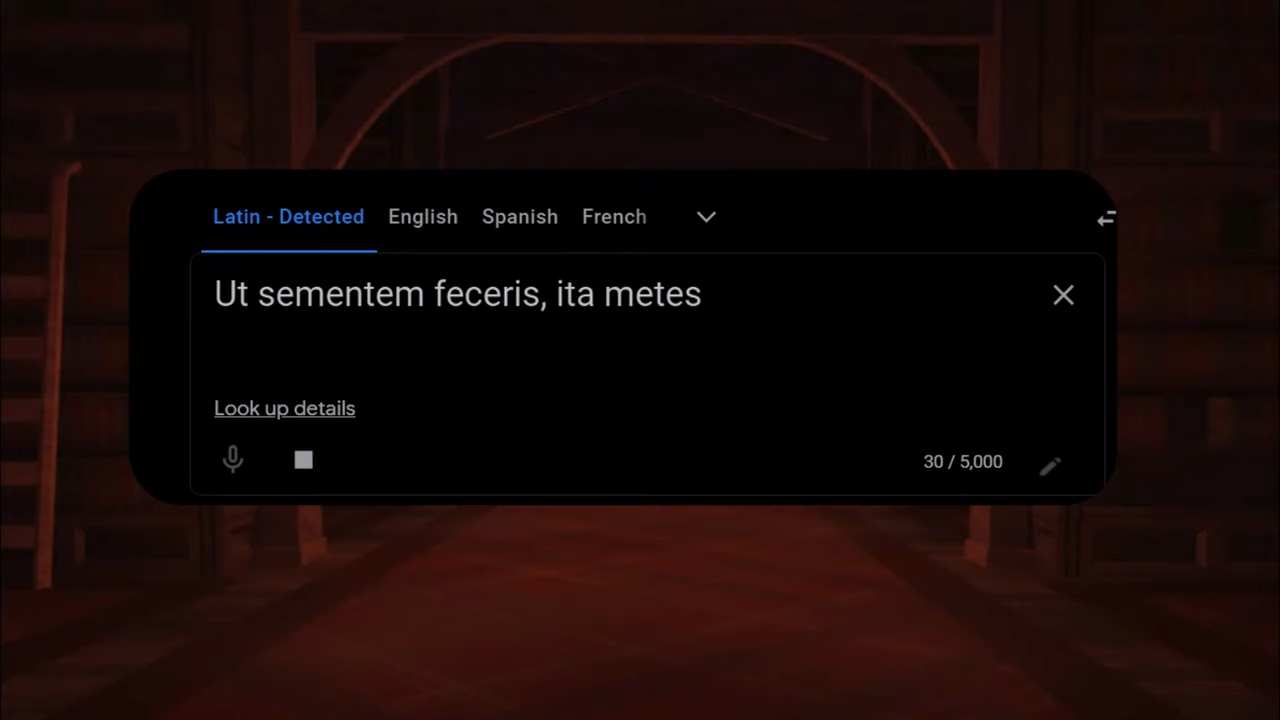 Latin - Detected English Spanish French
Ut sementem feceris, ita metes
Look up details
30 / 5,000